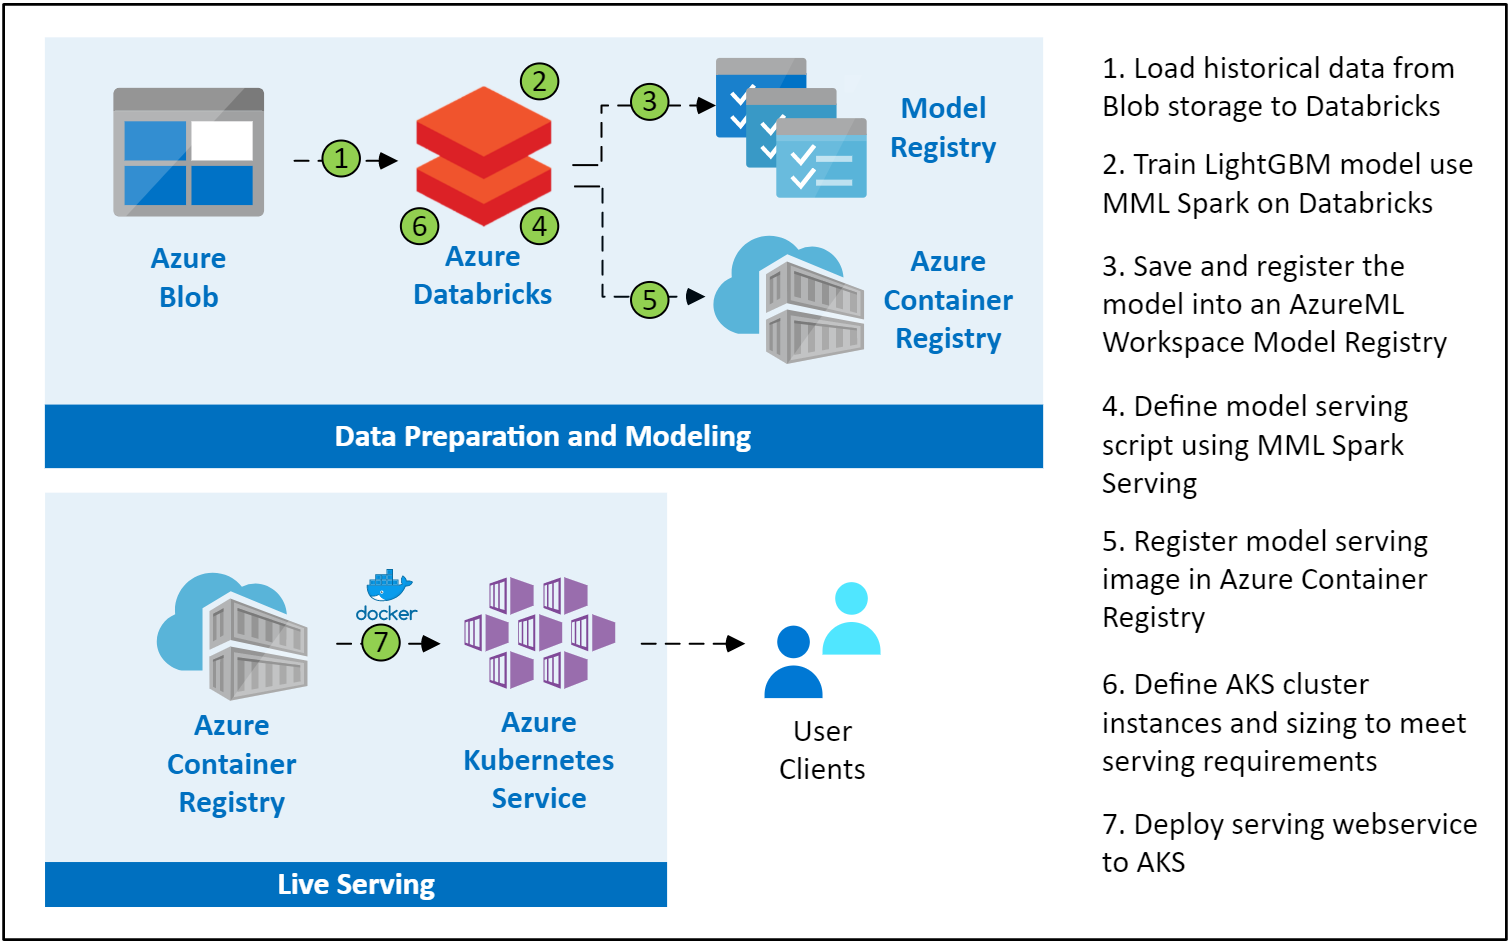 1
2
3
4
5
6
Azure
Blob
Azure
Databricks
Model
Registry
Azure
Container
Registry
Data Preparation and Modeling
docker
7
Azure
Container
Registry
Azure
Kubernetes
Service
User
Clients
Live Serving
1. Load historical data from
Blob storage to Databricks
2. Train LightGBM model use
MML Spark on Databricks
3. Save and register the
model into an AzureML
Workspace Model Registry
4. Define model serving
script using MML Spark
Serving
5. Register model serving
image in Azure Container
Registry
6. Define AKS cluster
instances and sizing to meet
serving requirements
7. Deploy serving webservice
to AKS